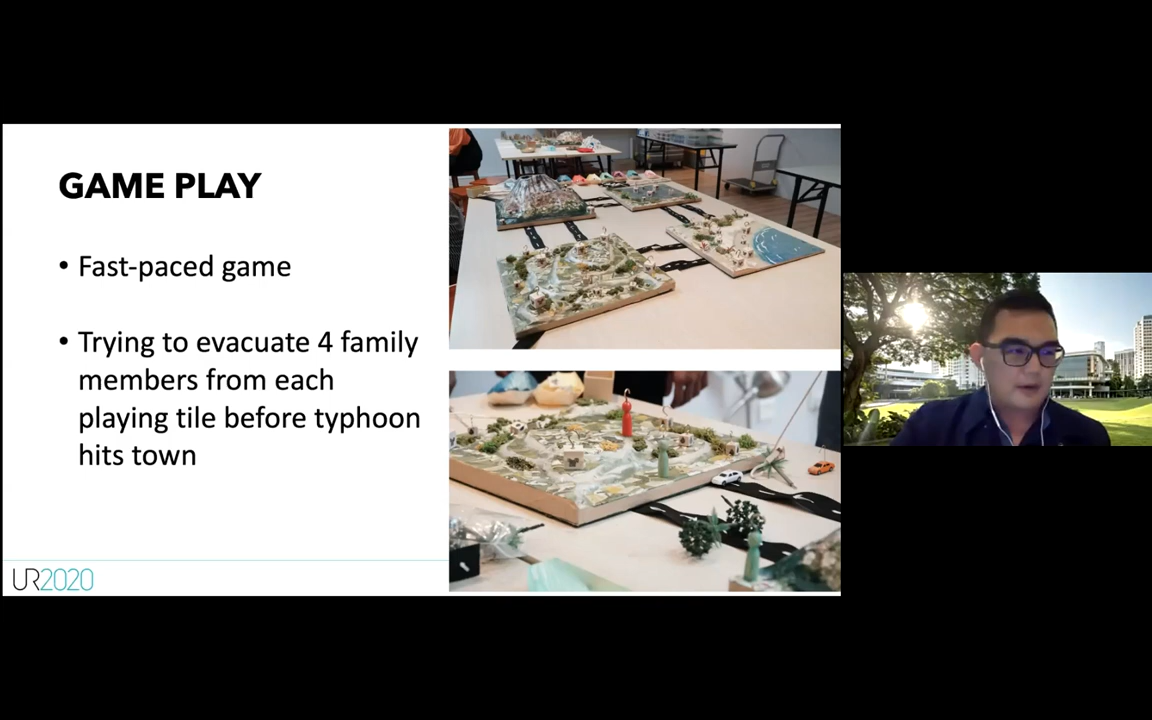 GAME PLAY
• Fast-paced game
• Trying to evacuate 4 family
members from each
playing tile before typhoon
hits town
UR2020